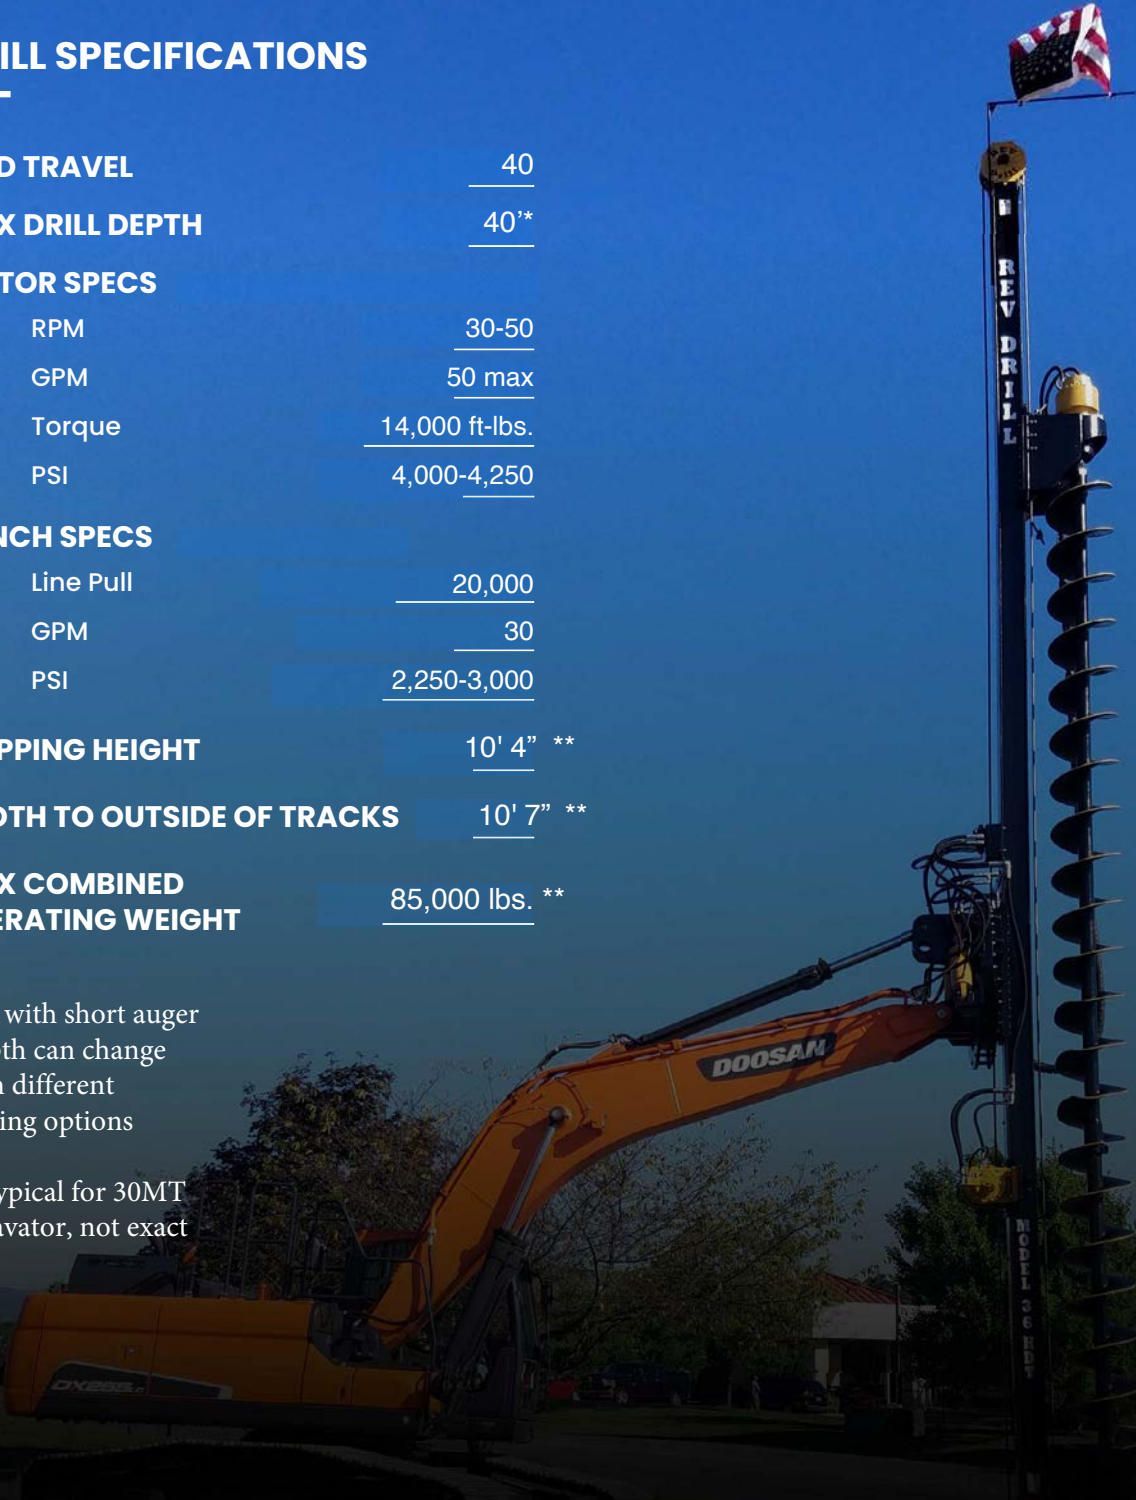 ILL SPECIFICATIONS
D TRAVEL 40
X DRILL DEPTH 40’*
TOR SPECS
RPM 30-50
GPM 50 max
Torque 14,000 ft-lbs.
PSI 4,000-4,250
NCH SPECS
Line Pull 20,000
GPM 30
PSI 2,250-3,000
PPING HEIGHT 10' 4” **
DTH TO OUTSIDE OF TRACKS 10' 7” **
X COMBINED
ERATING WEIGHT 85,000 lbs. **
with short auger
pth can change
n different
ing options
ypical for 30MT
avator, not exact
REV DRILL
DOOSAN
MODEL 36 HDT
DX255